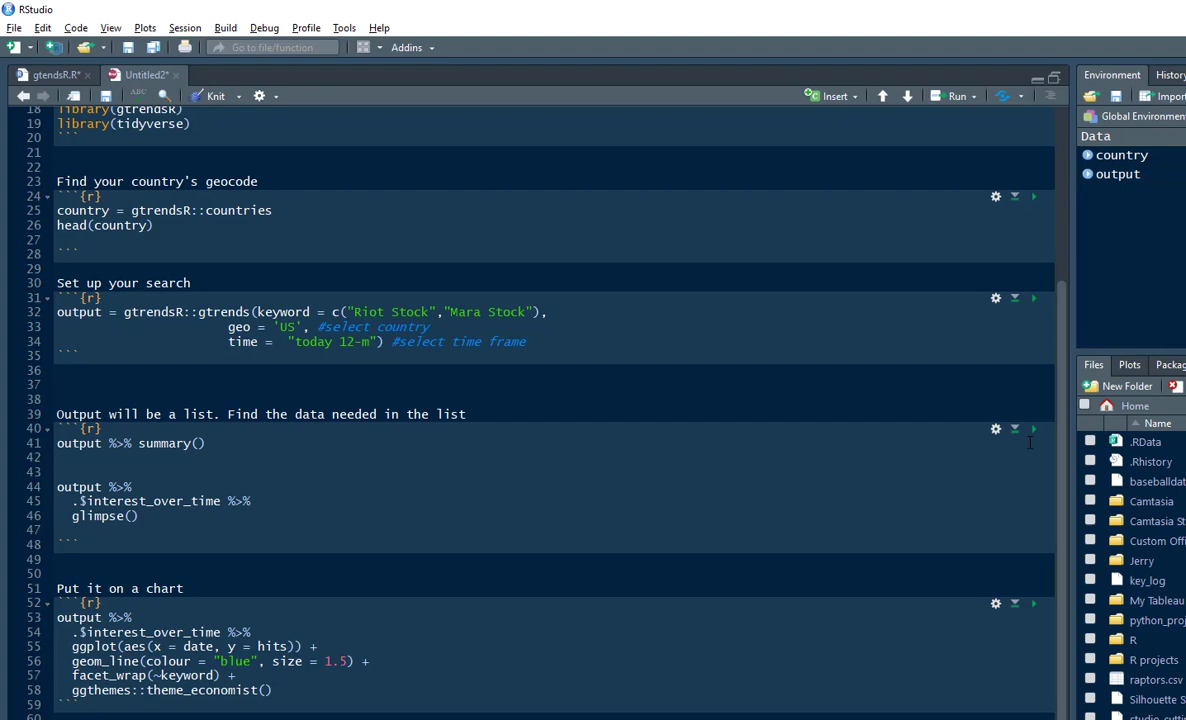 RStudio
File Edit Code View Plots Session Build Debug Profile Tools Help
Go to file/function Addins
gtendsR.R* × Untitled2* ×
ABC Knit Insert Run
18 library(gtrendsR)
19 library(tidyverse)
20 ```
21
22
23 Find your country's geocode
24 ```{r}
25 country = gtrendsR::countries
26 head(country)
27
28 ```
29
30 Set up your search
31 ```{r}
32 output = gtrendsR::gtrends(keyword = c("Riot Stock","Mara Stock"),
33 geo = 'US', #select country
34 time = "today 12-m") #select time frame
35 ```
36
37
38
39 Output will be a list. Find the data needed in the list
40 ```{r}
41 output %>% summary()
42
43
44 output %>%
45 .$interest_over_time %>%
46 glimpse()
47
48 ```
49
50
51 Put it on a chart
52 ```{r}
53 output %>%
54 .$interest_over_time %>%
55 ggplot(aes(x = date, y = hits)) +
56 geom_line(colour = "blue", size = 1.5) +
57 facet_wrap(~keyword) +
58 ggthemes::theme_economist()
59 ```
60
Environment History
Import
Global Environment
Data
country
output
Files Plots
New Folder
Home
Name
.RData
.Rhistory
baseballdat
Camtasia
Camtasia St
Custom Offi
Jerry
key_log
My Tableau
python_proj
R
R projects
raptors.csv
Silhouette S